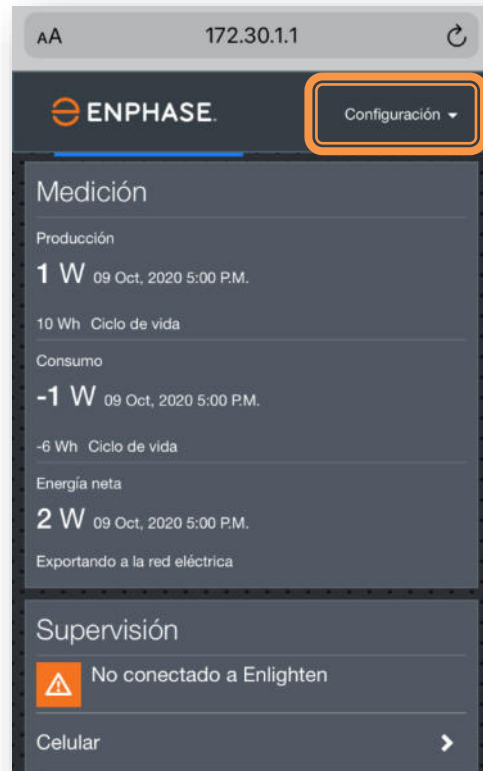 AA 172.30.1.1
ENPHASE. Configuración
Medición
Producción
1 W 09 Oct, 2020 5:00 P.M.
10 Wh Ciclo de vida
Consumo
-1 W 09 Oct, 2020 5:00 P.M.
-6 Wh Ciclo de vida
Energía neta
2 W 09 Oct, 2020 5:00 P.M.
Exportando a la red eléctrica
Supervisión
No conectado a Enlighten
Celular